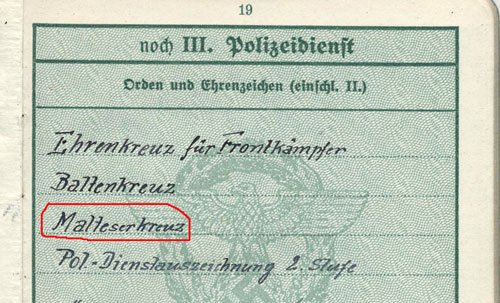 19
noch III. Polizeidienst
Orden und Ehrenzeichen (einschl. II.)
Ehrenkreuz für Frontkämpfer
Baltenkreuz
Malteserkreuz
Pol.-Dienstauszeichnung 2. Stufe